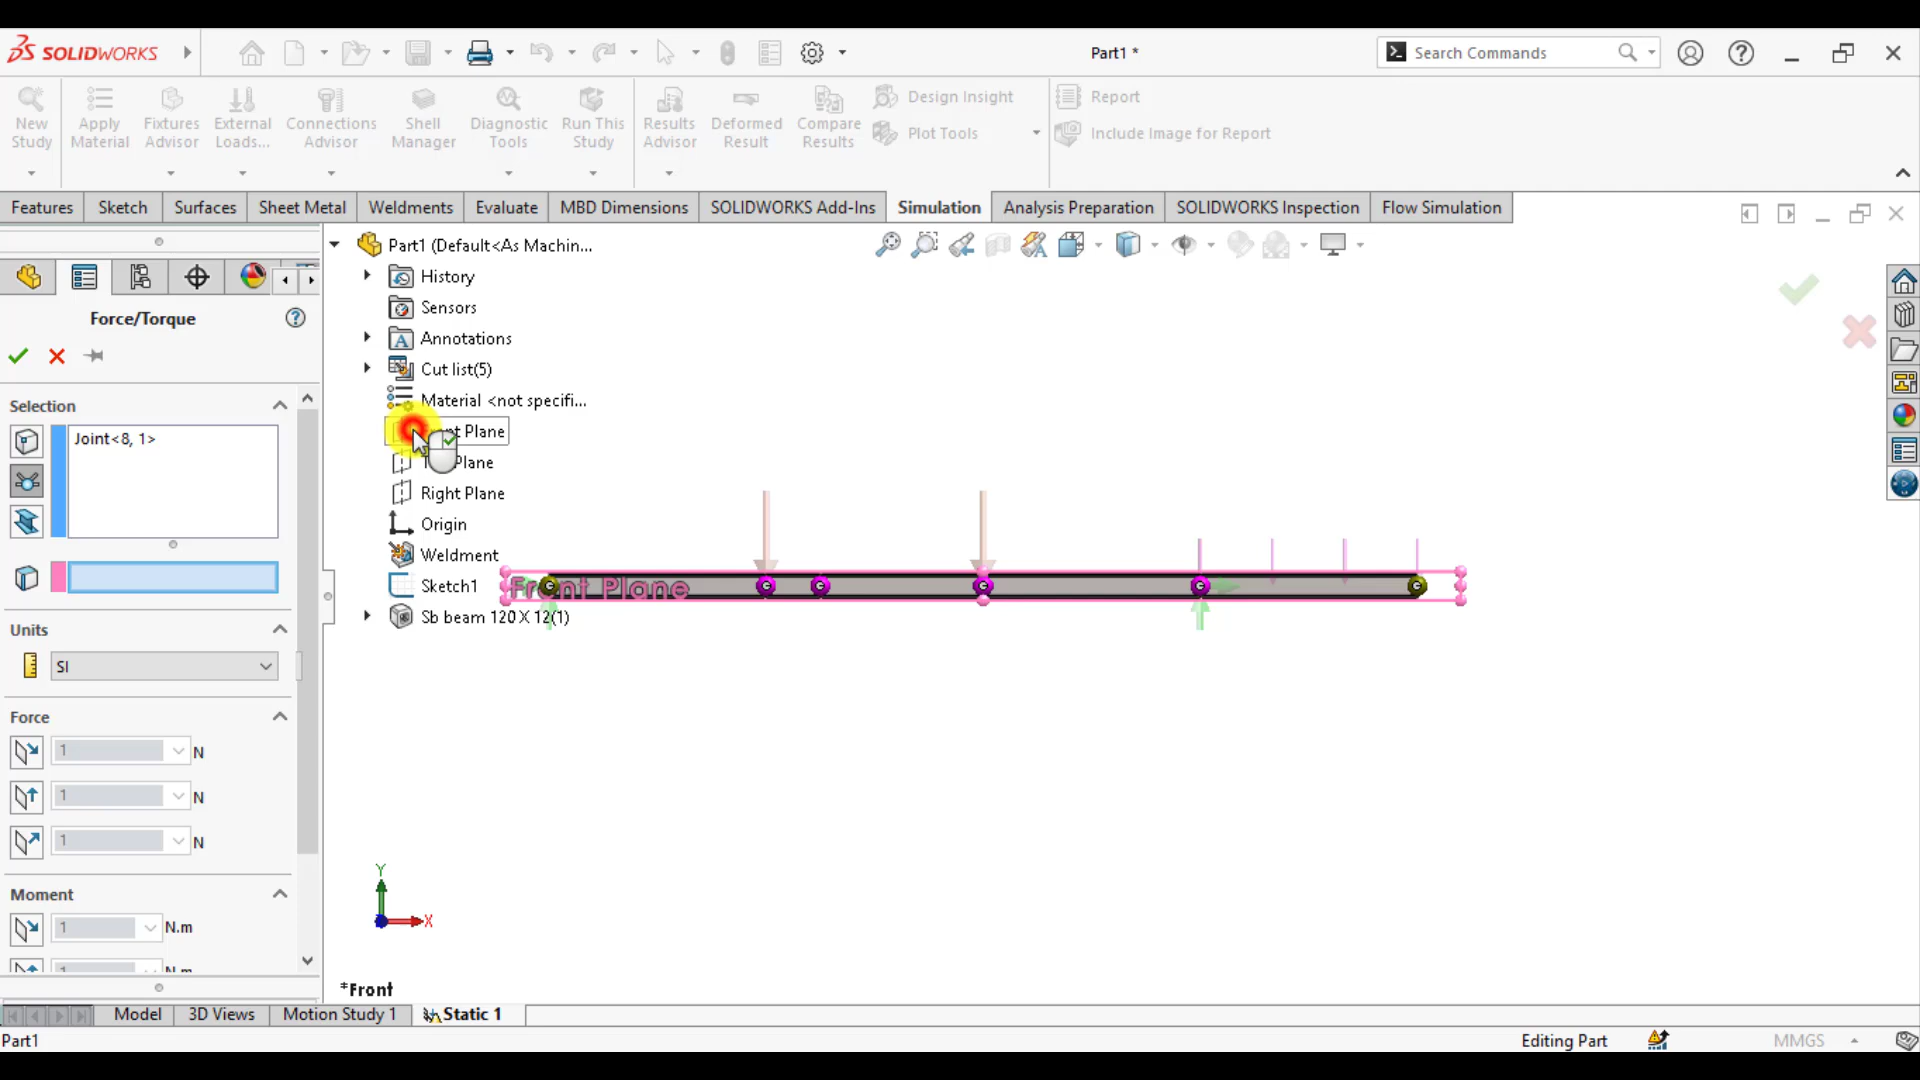 SOLIDWORKS
Part1 *
Search Commands
New Study
Apply Material
Fixtures Advisor
External Loads...
Connections Advisor
Shell Manager
Diagnostic Tools
Run This Study
Results Advisor
Deformed Result
Compare Results
Design Insight
Plot Tools
Report
Include Image for Report
Features
Sketch
Surfaces
Sheet Metal
Weldments
Evaluate
MBD Dimensions
SOLIDWORKS Add-Ins
Simulation
Analysis Preparation
SOLIDWORKS Inspection
Flow Simulation
Part1 (Default<As Machin...
History
Sensors
Annotations
Cut list(5)
Material <not specifi...
Plane
Plane
Right Plane
Origin
Weldment
Sketch1
Sb beam 120 X 12(1)
Force/Torque
Selection
Joint<8, 1>
Units
SI
Force
1 N
1 N
1 N
Moment
1 N.m
1 N.m
Front Plane
Y
X
*Front
Model
3D Views
Motion Study 1
Static 1
Part1
Editing Part
MMGS